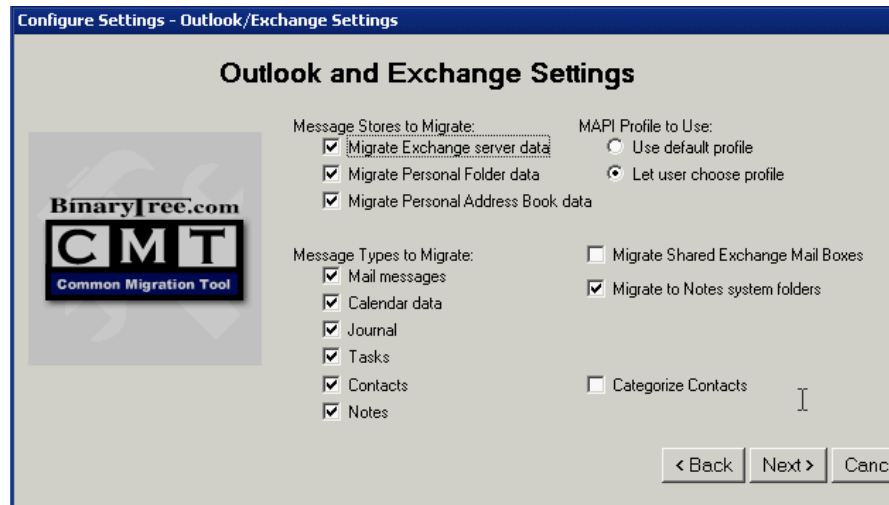 Configure Settings - Outlook/Exchange Settings
Outlook and Exchange Settings
BinaryTree.com
CMT
Common Migration Tool
Message Stores to Migrate:
Migrate Exchange server data
Migrate Personal Folder data
Migrate Personal Address Book data
MAPI Profile to Use:
Use default profile
Let user choose profile
Message Types to Migrate:
Mail messages
Calendar data
Journal
Tasks
Contacts
Notes
Migrate Shared Exchange Mail Boxes
Migrate to Notes system folders
Categorize Contacts
< Back
Next >
Canc